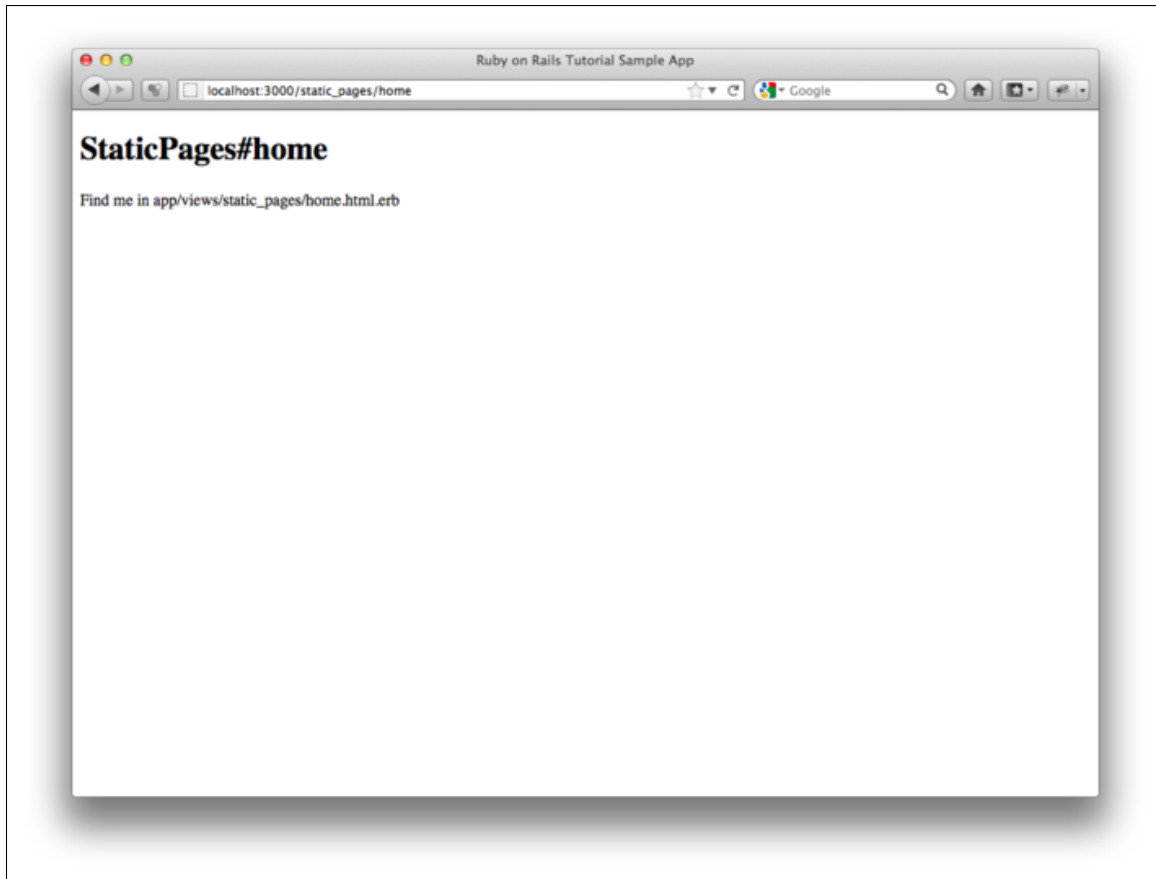 Ruby on Rails Tutorial Sample App
localhost:3000/static_pages/home
Google
StaticPages#home
Find me in app/views/static_pages/home.html.erb